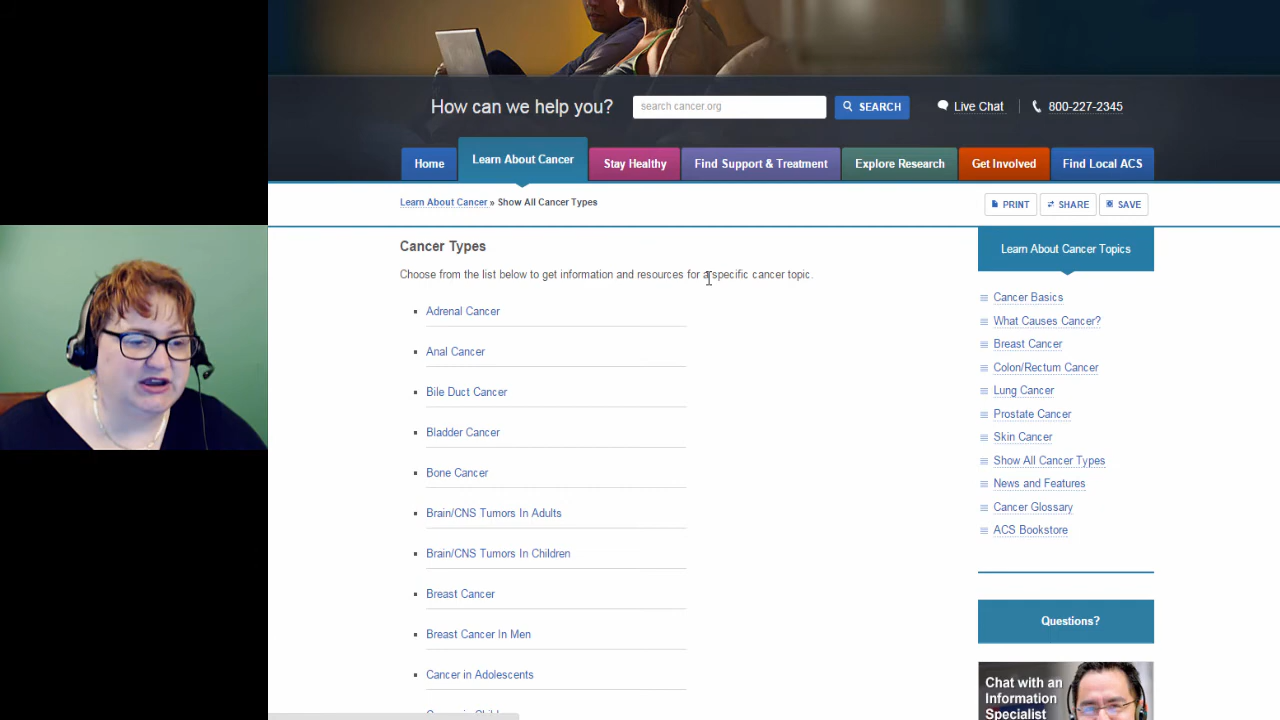 How can we help you?
search cancer.org
SEARCH
Live Chat
800-227-2345
Home
Learn About Cancer
Stay Healthy
Find Support & Treatment
Explore Research
Get Involved
Find Local ACS
Learn About Cancer » Show All Cancer Types
PRINT
SHARE
SAVE
Cancer Types
Choose from the list below to get information and resources for a specific cancer topic.
Adrenal Cancer
Anal Cancer
Bile Duct Cancer
Bladder Cancer
Bone Cancer
Brain/CNS Tumors In Adults
Brain/CNS Tumors In Children
Breast Cancer
Breast Cancer In Men
Cancer in Adolescents
Learn About Cancer Topics
Cancer Basics
What Causes Cancer?
Breast Cancer
Colon/Rectum Cancer
Lung Cancer
Prostate Cancer
Skin Cancer
Show All Cancer Types
News and Features
Cancer Glossary
ACS Bookstore
Questions?
Chat with an
Information
Specialist